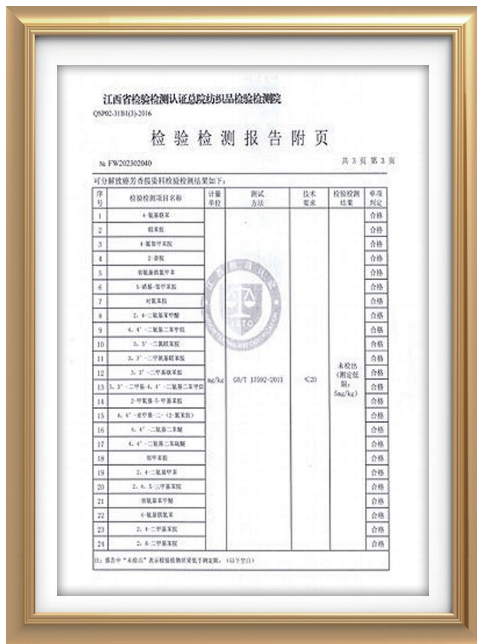 江西省检验检测认证总院纺织品检验检测院
QSP02-31B1(3)-2016
检验检测报告附页
№ FW202302040 共 3 页 第 3 页
可分解致癌芳香胺染料检验检测结果如下：
序号 检验检测项目名称 计量单位 测试方法 技术要求 检验检测结果 单项判定
1 4-氨基联苯 合格
2 联苯胺 合格
3 4-氯邻甲苯胺 合格
4 2-萘胺 合格
5 邻氨基偶氮甲苯 合格
6 5-硝基-邻甲苯胺 合格
7 对氯苯胺 合格
8 2,4-二氨基苯甲醚 合格
9 4,4'-二氨基二苯甲烷 合格
10 3,3'-二氯联苯胺 合格
11 3,3'-二甲氧基联苯胺 合格
12 3,3'-二甲基联苯胺 合格
13 3,3'-二甲基-4,4'-二氨基二苯甲烷 mg/kg GB/T 17592-2011 ≤20 未检出（测定低限：5mg/kg） 合格
14 2-甲氧基-5-甲基苯胺 合格
15 4,4'-亚甲基-二-（2-氯苯胺） 合格
16 4,4'-二氨基二苯醚 合格
17 4,4'-二氨基二苯硫醚 合格
18 邻甲苯胺 合格
19 2,4-二氨基甲苯 合格
20 2,4,5-三甲基苯胺 合格
21 邻氨基苯甲醚 合格
22 4-氨基偶氮苯 合格
23 2,4-二甲基苯胺 合格
24 2,6-二甲基苯胺 合格
注：报告中“未检出”表示检验检测结果低于测定限。（以下空白）